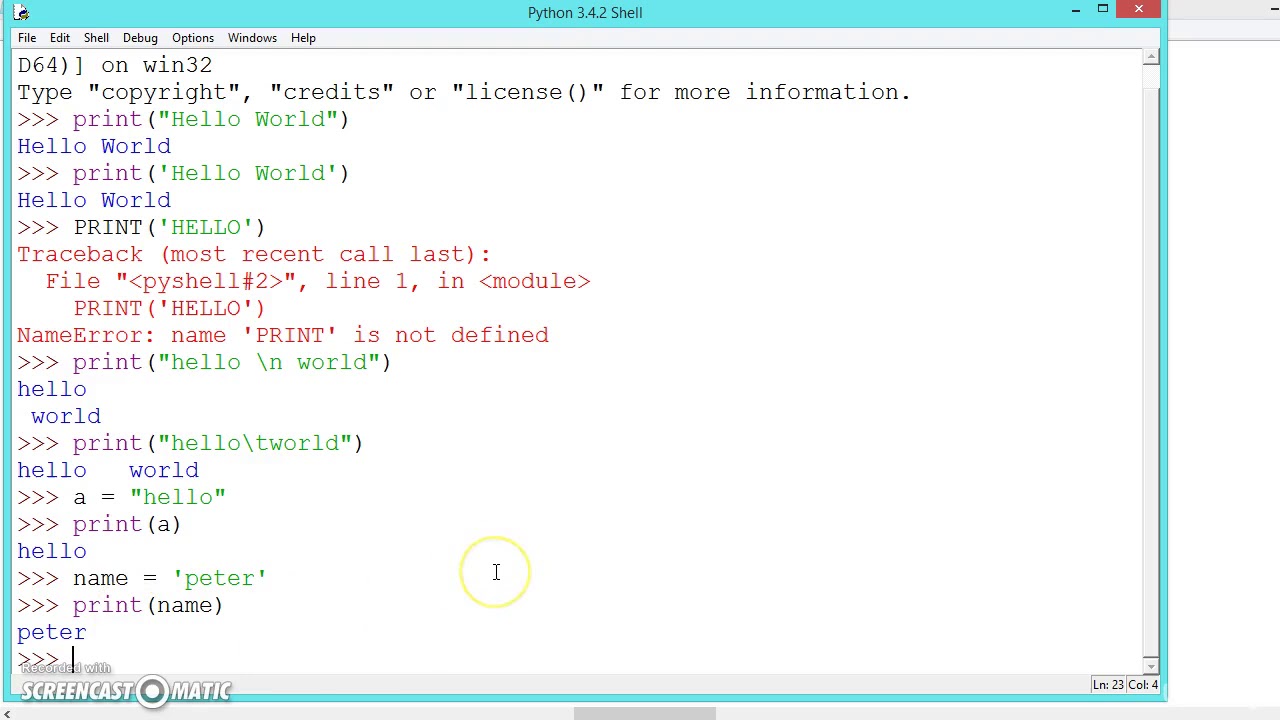 Python 3.4.2 Shell
File Edit Shell Debug Options Windows Help
D64)] on win32
Type "copyright", "credits" or "license()" for more information.
>>> print("Hello World")
Hello World
>>> print('Hello World')
Hello World
>>> PRINT('HELLO')
Traceback (most recent call last):
  File "<pyshell#2>", line 1, in <module>
    PRINT('HELLO')
NameError: name 'PRINT' is not defined
>>> print("hello \n world")
hello
 world
>>> print("hello\tworld")
hello	world
>>> a = "hello"
>>> print(a)
hello
>>> name = 'peter'
>>> print(name)
peter
>>>
Recorded with
SCREENCAST MATIC
Ln: 23 Col: 4